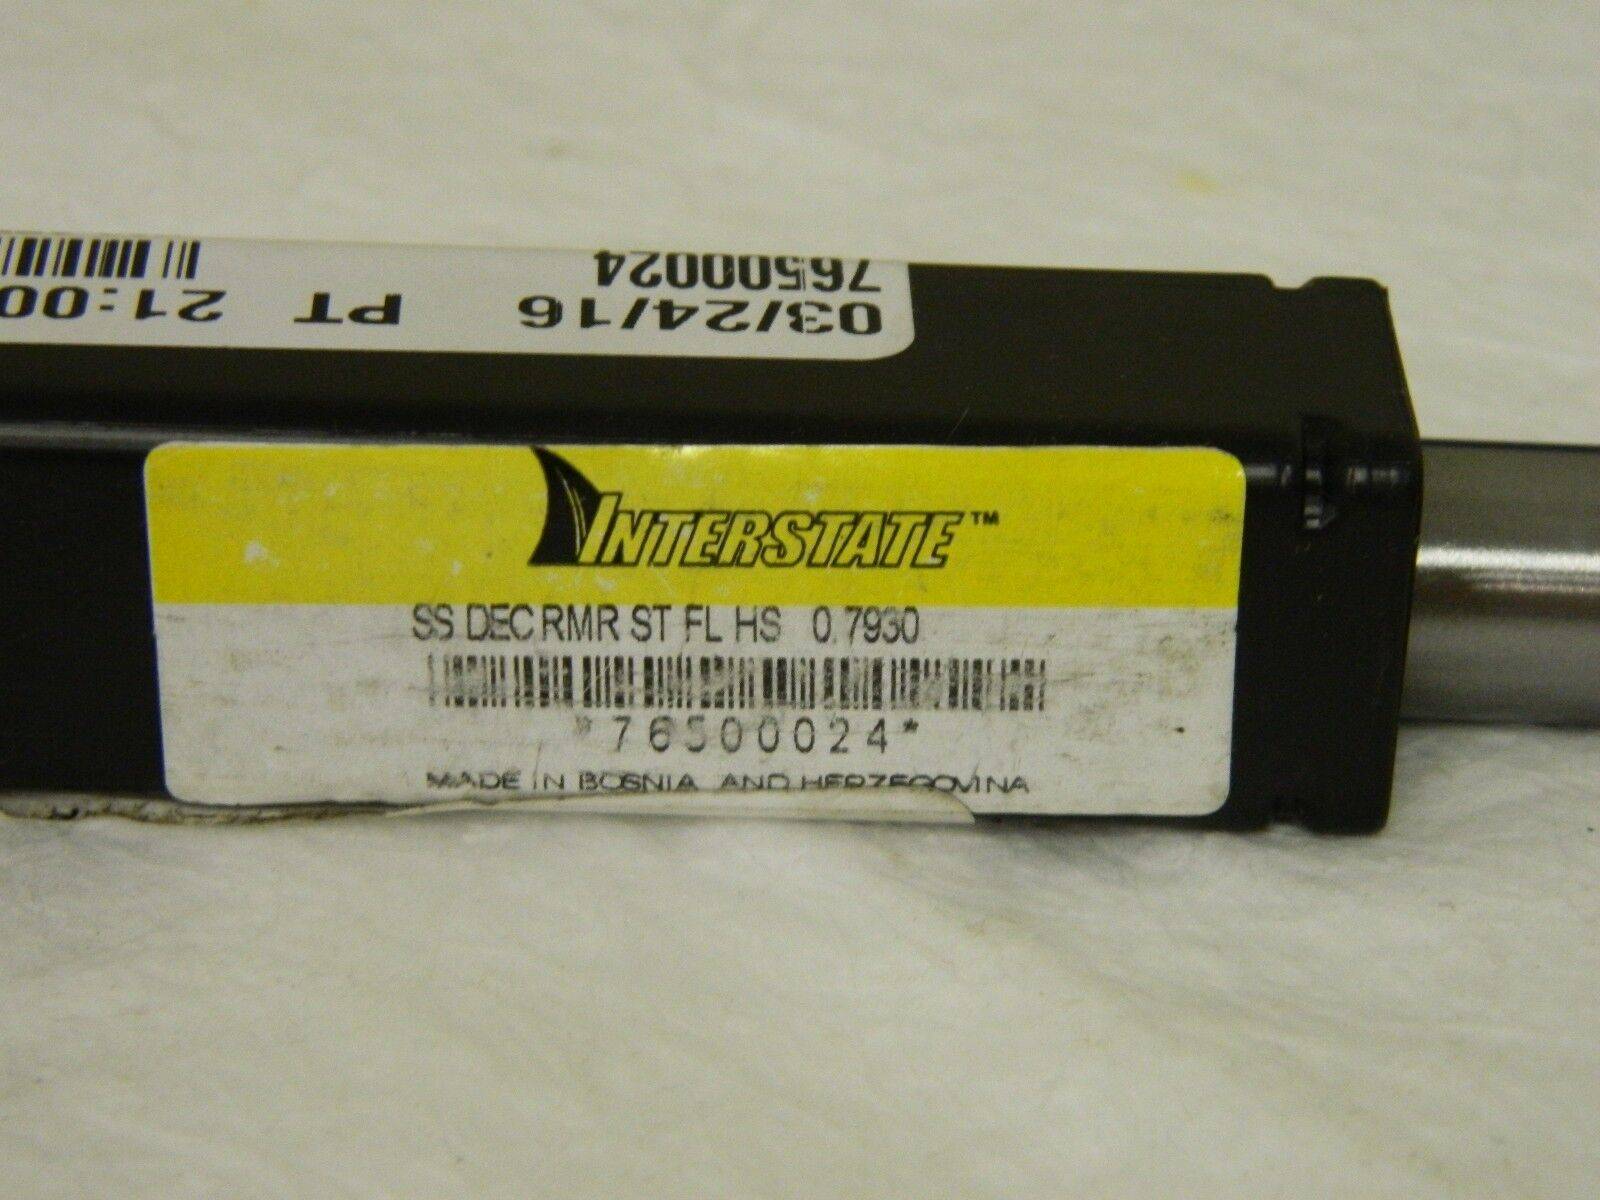 76500024
03/24/16 PT 21:00
INTERSTATE™
SS DEC RMR ST FL HS 0.7930
*76500024*
MADE IN BOSNIA AND HERZEGOVINA